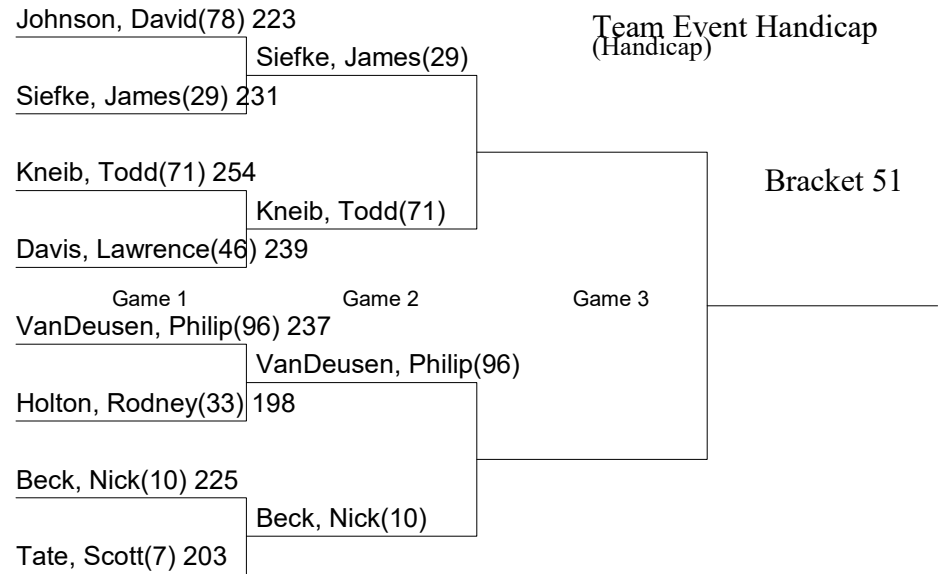 Johnson, David(78) 223
Team Event Handicap
(Handicap)
Siefke, James(29)
Siefke, James(29) 231
Kneib, Todd(71) 254
Bracket 51
Kneib, Todd(71)
Davis, Lawrence(46) 239
Game 1
Game 2
Game 3
VanDeusen, Philip(96) 237
VanDeusen, Philip(96)
Holton, Rodney(33) 198
Beck, Nick(10) 225
Beck, Nick(10)
Tate, Scott(7) 203